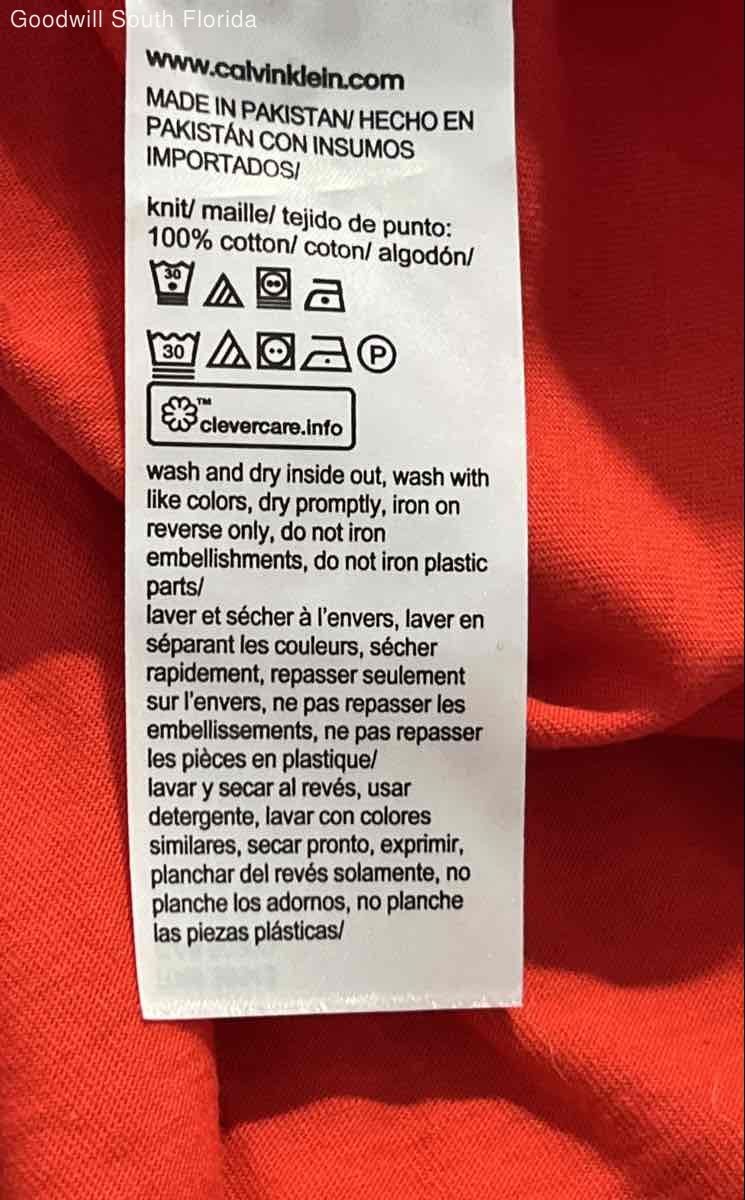 Goodwill South Florida
www.calvinklein.com
MADE IN PAKISTAN/ HECHO EN
PAKISTÁN CON INSUMOS
IMPORTADOS/
knit/ maille/ tejido de punto:
100% cotton/ coton/ algodón/
30
30 P
™
clevercare.info
wash and dry inside out, wash with
like colors, dry promptly, iron on
reverse only, do not iron
embellishments, do not iron plastic
parts/
laver et sécher à l'envers, laver en
séparant les couleurs, sécher
rapidement, repasser seulement
sur l'envers, ne pas repasser les
embellissements, ne pas repasser
les pièces en plastique/
lavar y secar al revés, usar
detergente, lavar con colores
similares, secar pronto, exprimir,
planchar del revés solamente, no
planche los adornos, no planche
las piezas plásticas/